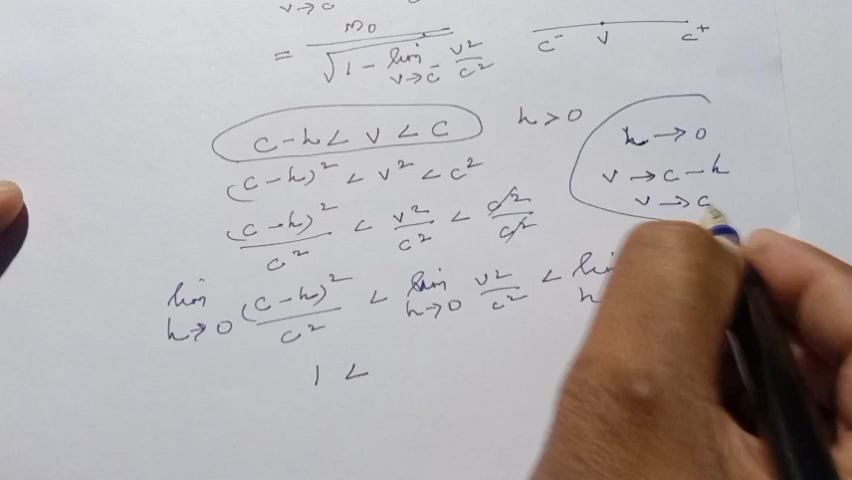 v→c
= m₀ / √(1 - lim v→c⁻ v²/c²)
c⁻ v c⁺
c-h < v < c
h > 0
h → 0
v → c-h
v → c
(c-h)² < v² < c²
(c-h)²/c² < v²/c² < c²/c²
lim h→0 (c-h)²/c² < lim h→0 v²/c² < lim h
1 <